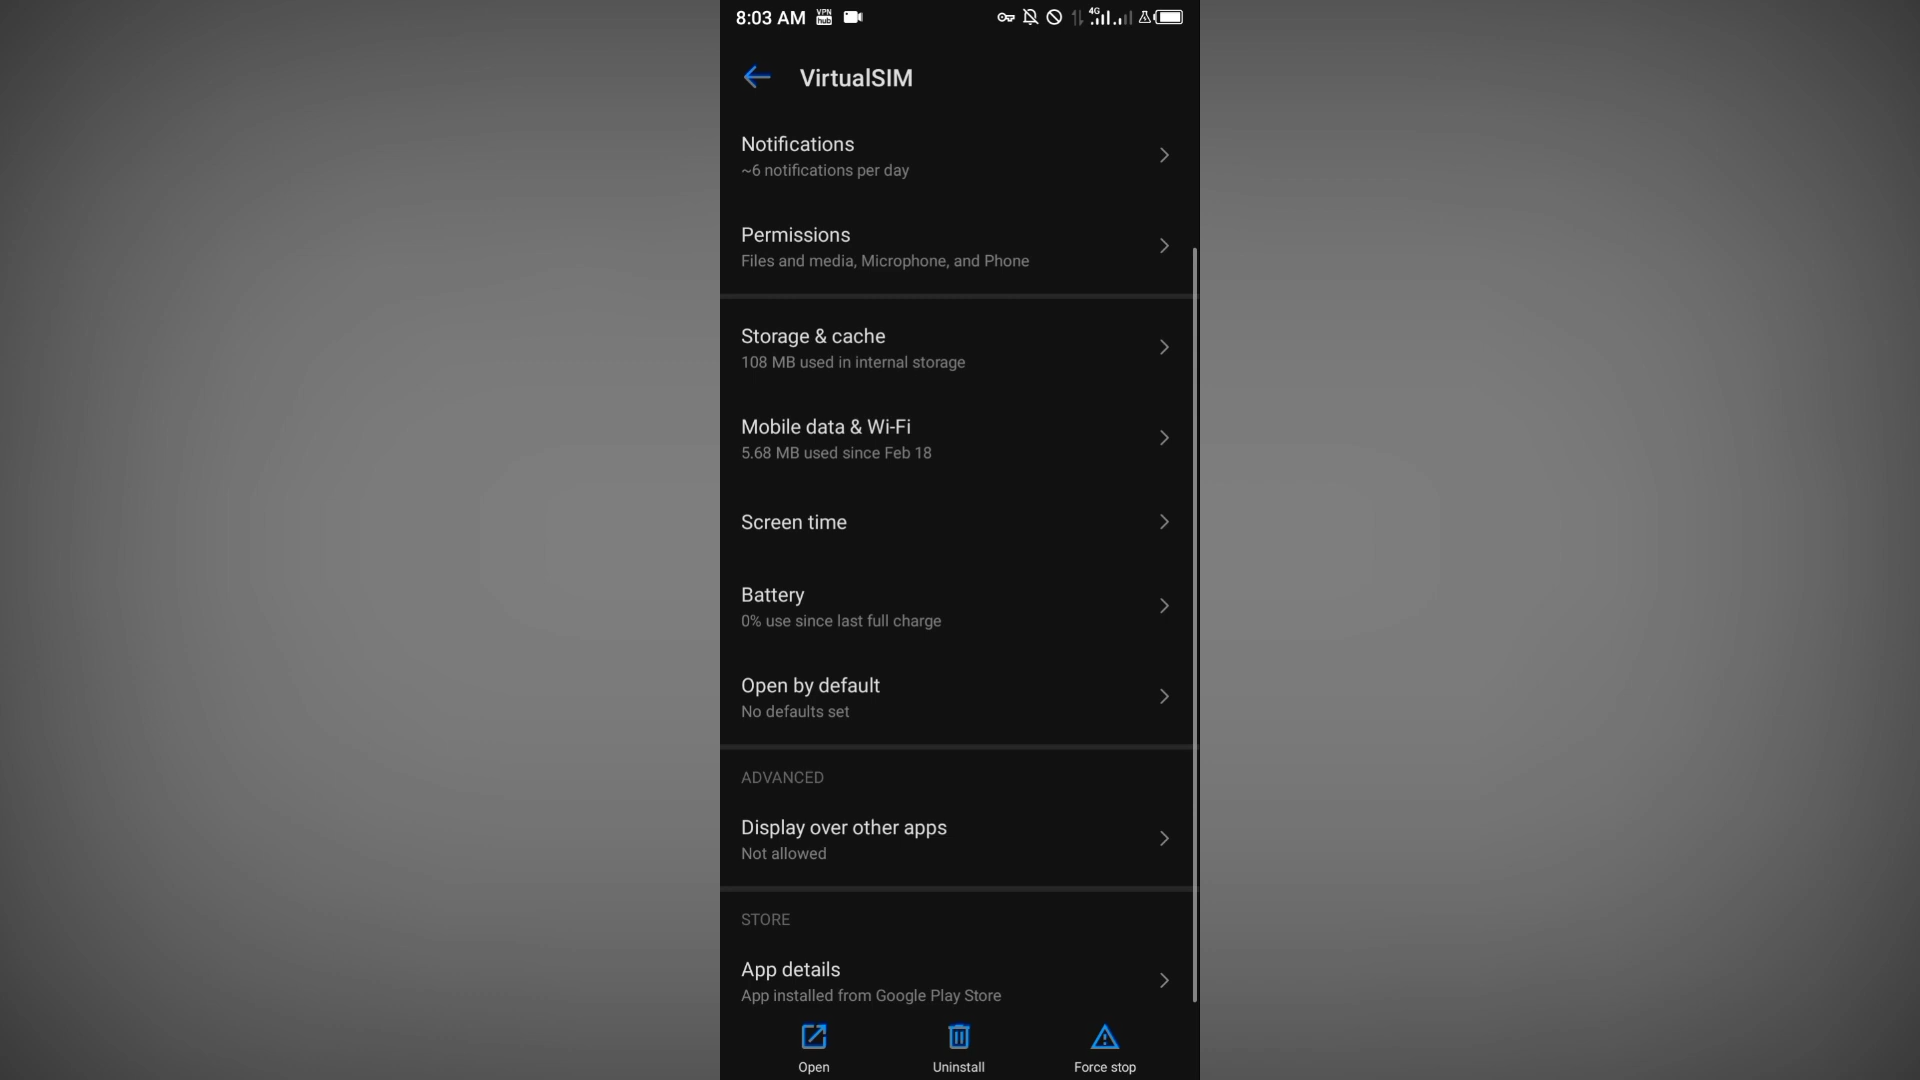 8:03 AM VPN hub 4G
VirtualSIM
Notifications
~6 notifications per day
Permissions
Files and media, Microphone, and Phone
Storage & cache
108 MB used in internal storage
Mobile data & Wi-Fi
5.68 MB used since Feb 18
Screen time
Battery
0% use since last full charge
Open by default
No defaults set
ADVANCED
Display over other apps
Not allowed
STORE
App details
App installed from Google Play Store
Open Uninstall Force stop